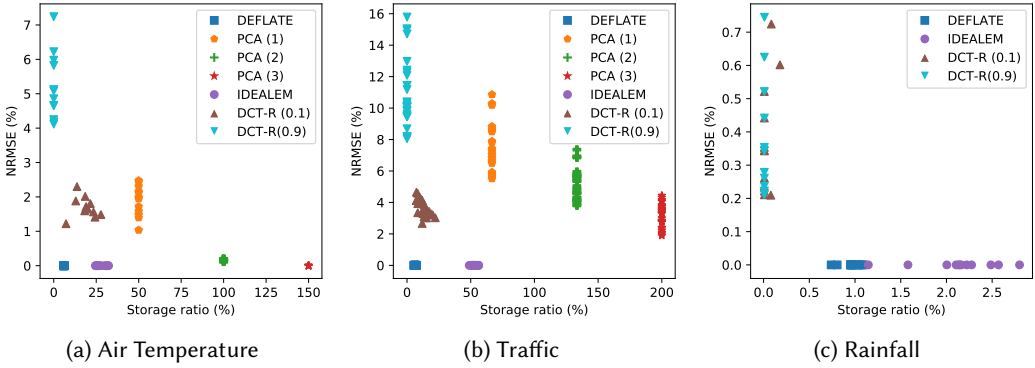 NRMSE (%)
7
6
5
4
3
2
1
0
0
25
50
75
100
125
150
Storage ratio (%)
DEFLATE
PCA (1)
PCA (2)
PCA (3)
IDEALEM
DCT-R (0.1)
DCT-R(0.9)
(a) Air Temperature
NRMSE (%)
16
14
12
10
8
6
4
2
0
0
50
100
150
200
Storage ratio (%)
DEFLATE
PCA (1)
PCA (2)
PCA (3)
IDEALEM
DCT-R (0.1)
DCT-R(0.9)
(b) Traffic
NRMSE (%)
0.7
0.6
0.5
0.4
0.3
0.2
0.1
0.0
0.0
0.5
1.0
1.5
2.0
2.5
Storage ratio (%)
DEFLATE
IDEALEM
DCT-R (0.1)
DCT-R(0.9)
(c) Rainfall